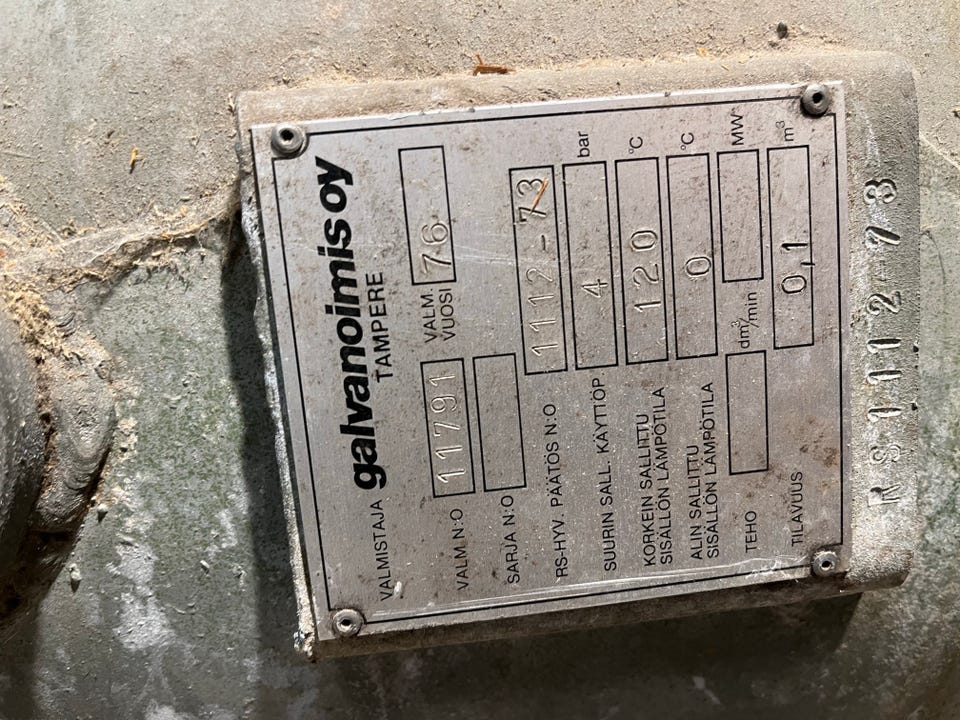 VALMISTAJA galvanoimis oy
TAMPERE
VALM N:O 11791 VALM. VUOSI 76
SARJA N:O
RS-HYV. PÄÄTÖS N:O 1112-73
SUURIN SALL. KÄYTTÖP 4 bar
KORKEIN SALLITTU
SISÄLLÖN LÄMPÖTILA 120 °C
ALIN SALLITTU
SISÄLLÖN LÄMPÖTILA 0 °C
TEHO dm³/min MW
TILAVUUS 0,1 m³
RS 1112-73